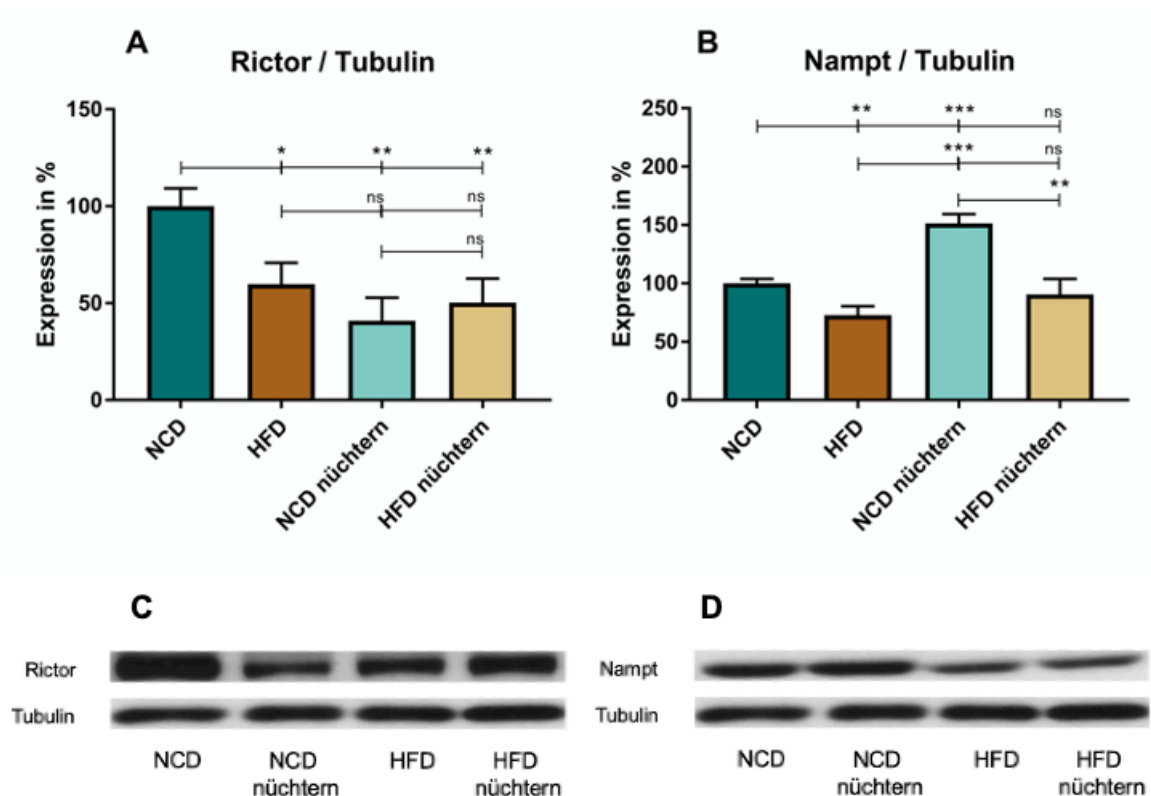 A
Rictor / Tubulin
Expression in %
150
100
50
0
* ** **
ns ns
ns
NCD
HFD
NCD nüchtern
HFD nüchtern
B
Nampt / Tubulin
Expression in %
250
200
150
100
50
0
** *** ns
*** ns
**
NCD
HFD
NCD nüchtern
HFD nüchtern
C
Rictor
Tubulin
NCD NCD HFD HFD
nüchtern nüchtern
D
Nampt
Tubulin
NCD NCD HFD HFD
nüchtern nüchtern